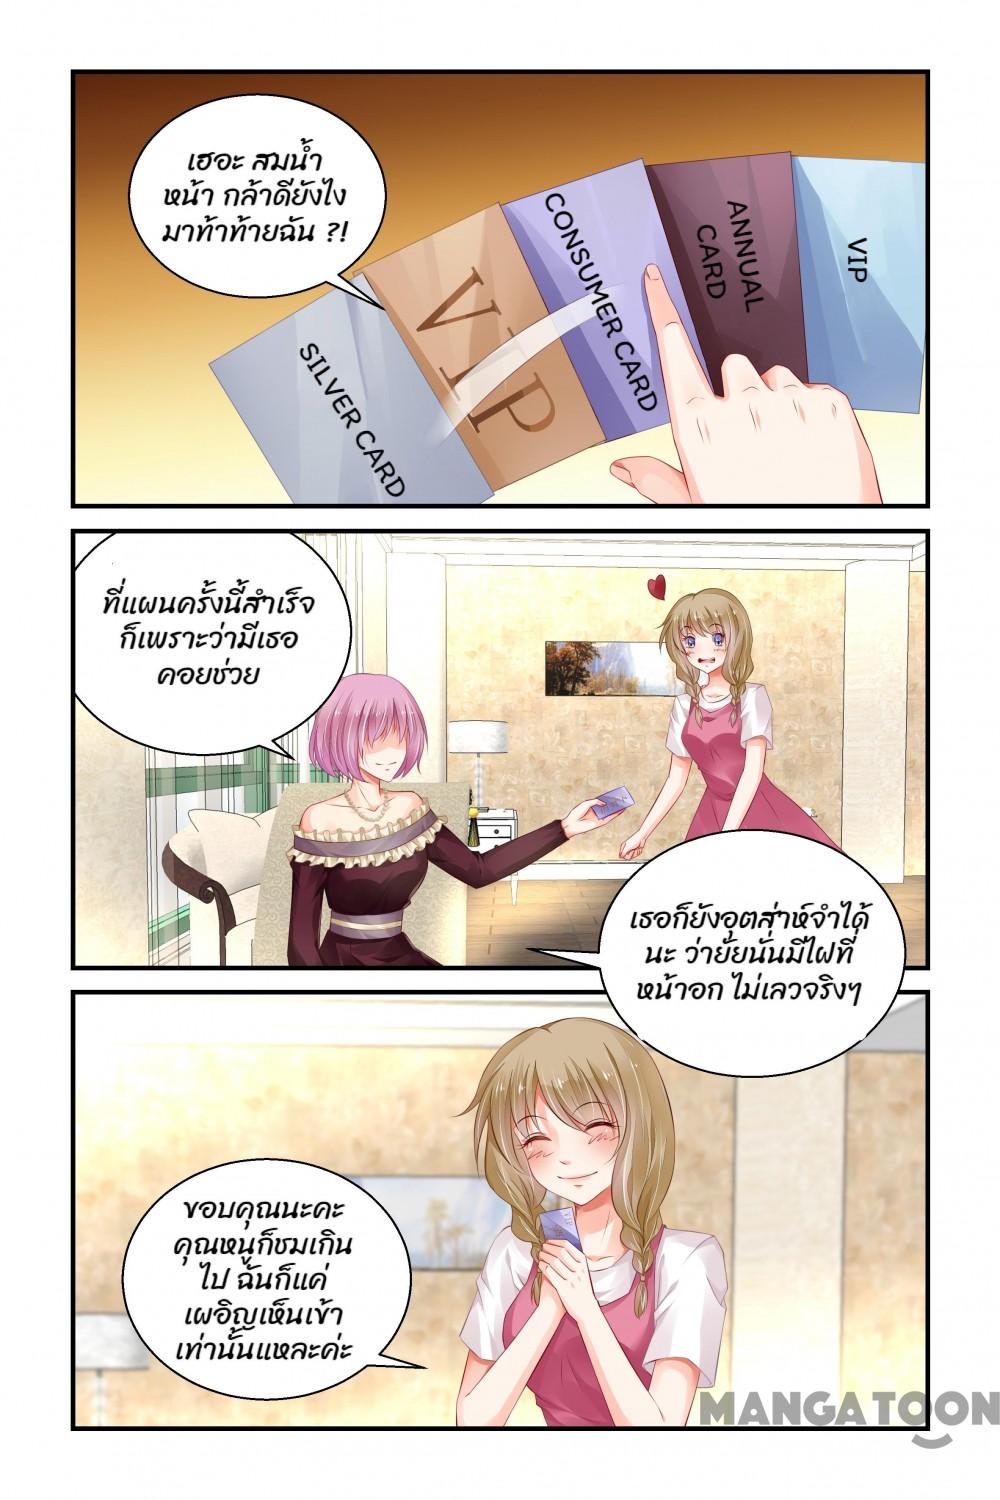 เฮอะ สมน้ำ
หน้า กล้าดียังไง
มาท้าท้ายฉัน ?!
SILVER CARD
VIP
CONSUMER CARD
ANNUAL
CARD
VIP
ที่แผนครั้งนี้สำเร็จ
ก็เพราะว่ามีเธอ
คอยช่วย
เธอก็ยังอุตส่าห์จำได้
นะ ว่ายัยนั่นมีไฝที่
หน้าอก ไม่เลวจริงๆ
ขอบคุณนะคะ
คุณหนูก็ชมเกิน
ไป ฉันก็แค่
เผอิญเห็นเข้า
เท่านั้นแหละค่ะ
VIP
MANGATOON